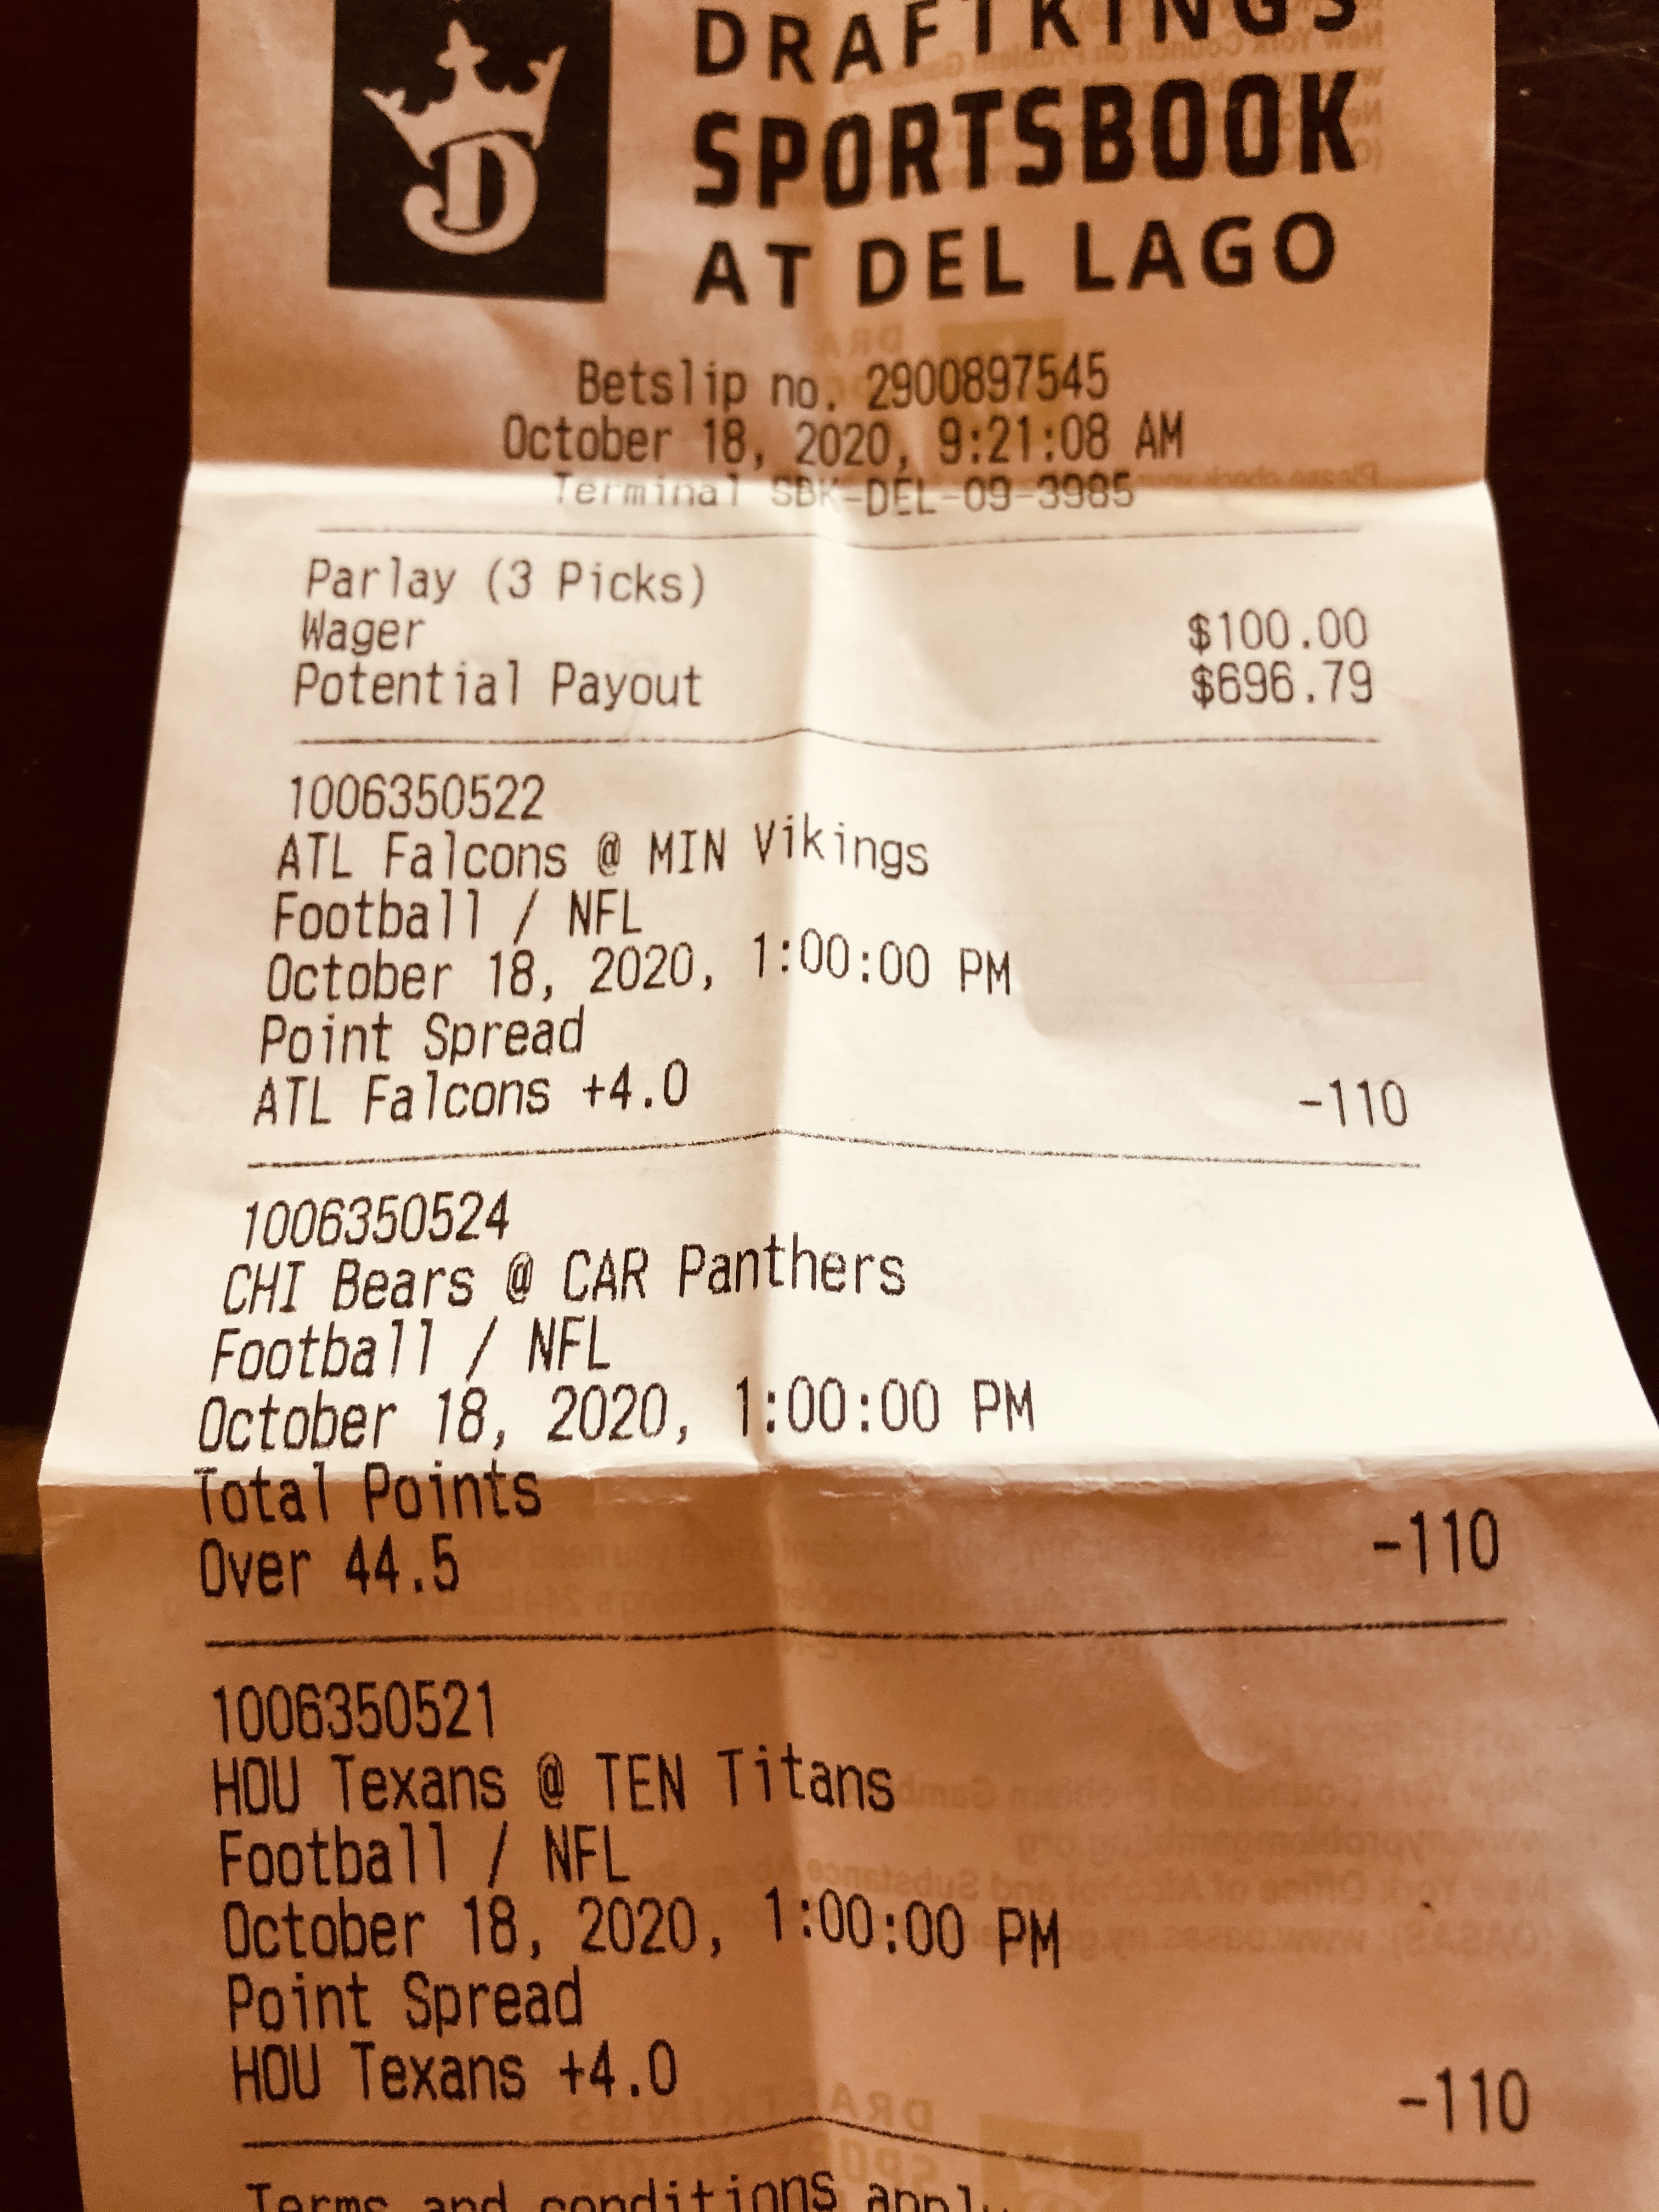 DRAFTKINGS
SPORTSBOOK
AT DEL LAGO
Betslip no. 2900897545
October 18, 2020, 9:21:08 AM
Terminal SBK-DEL-09-3985
Parlay (3 Picks)
Wager $100.00
Potential Payout $696.79
1006350522
ATL Falcons @ MIN Vikings
Football / NFL
October 18, 2020, 1:00:00 PM
Point Spread
ATL Falcons +4.0 -110
1006350524
CHI Bears @ CAR Panthers
Football / NFL
October 18, 2020, 1:00:00 PM
Total Points
Over 44.5 -110
1006350521
HOU Texans @ TEN Titans
Football / NFL
October 18, 2020, 1:00:00 PM
Point Spread
HOU Texans +4.0 -110
Terms and conditions